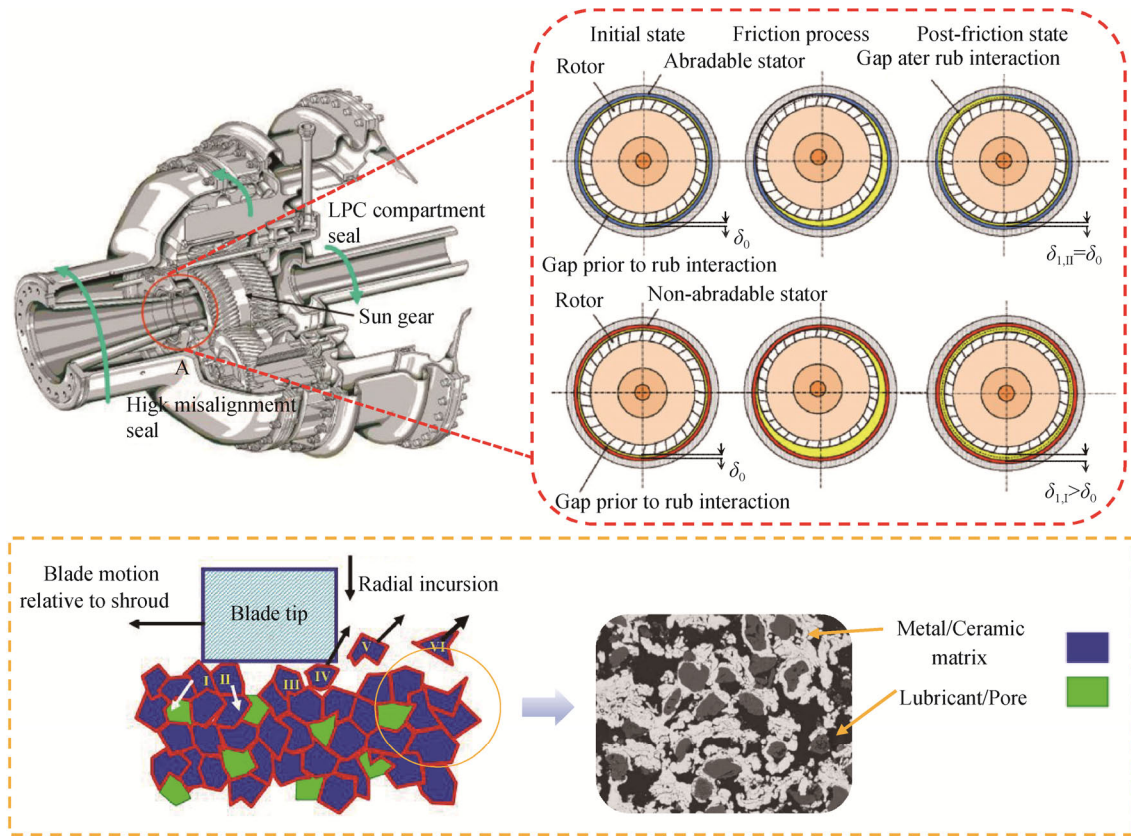 Initial state
Friction process
Post-friction state
Rotor
Abradable stator
Gap ater rub interaction
δ0
δ1,II=δ0
Gap prior to rub interaction
Rotor
Non-abradable stator
δ0
δ1,I>δ0
Gap prior to rub interaction
LPC compartment
seal
Sun gear
A
Higk misalignmemt
seal
Blade motion
relative to shroud
Blade tip
Radial incursion
I
II
III
IV
V
VI
Metal/Ceramic
matrix
Lubricant/Pore